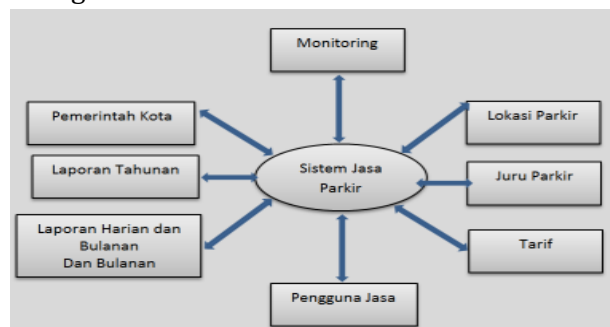 Monitoring
Pemerintah Kota
Lokasi Parkir
Laporan Tahunan
Sistem Jasa
Parkir
Juru Parkir
Laporan Harian dan
Bulanan
Dan Bulanan
Tarif
Pengguna Jasa